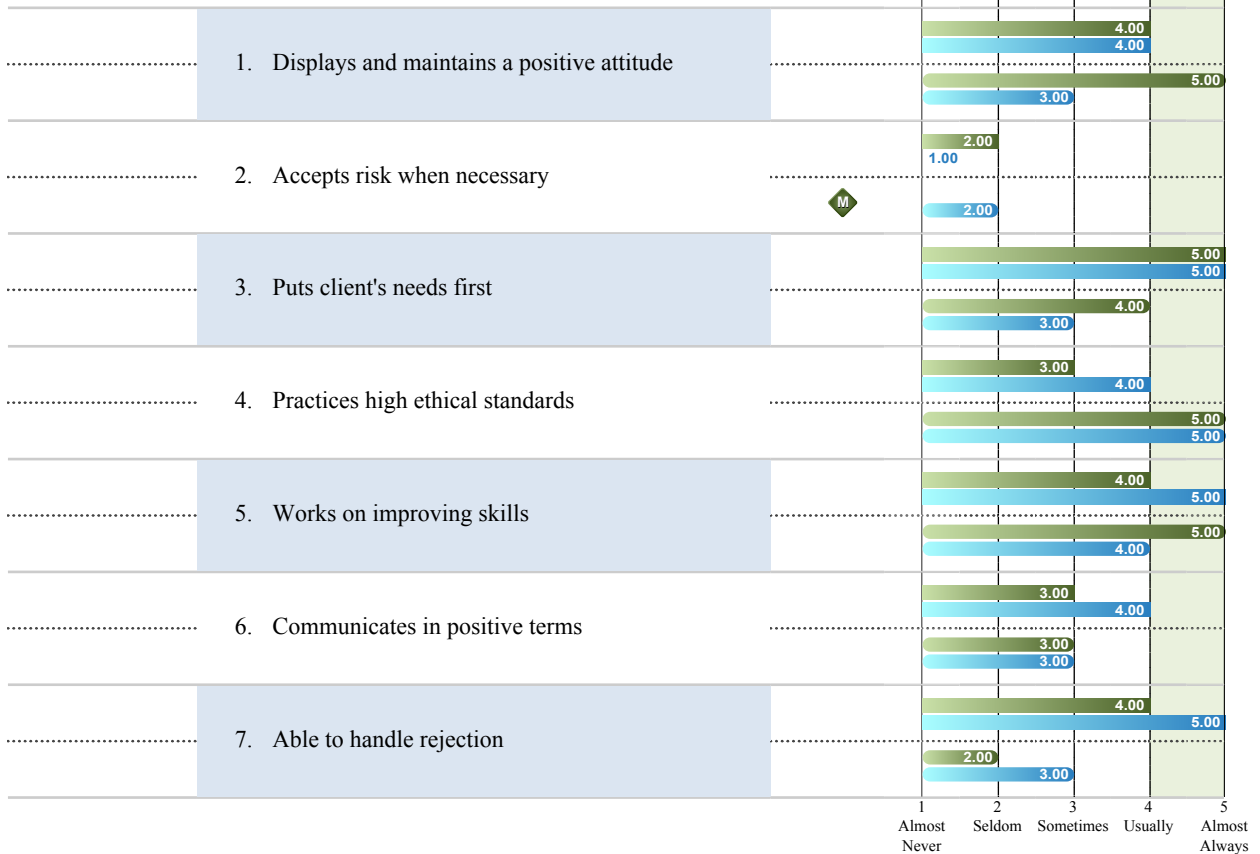 4.00
4.00
1. Displays and maintains a positive attitude
5.00
3.00
2.00
1.00
2. Accepts risk when necessary
M
2.00
5.00
5.00
3. Puts client's needs first
4.00
3.00
3.00
4.00
4. Practices high ethical standards
5.00
5.00
4.00
5.00
5. Works on improving skills
5.00
4.00
3.00
4.00
6. Communicates in positive terms
3.00
3.00
4.00
5.00
7. Able to handle rejection
2.00
3.00
1 2 3 4 5
Almost Seldom Sometimes Usually Almost
Never Always